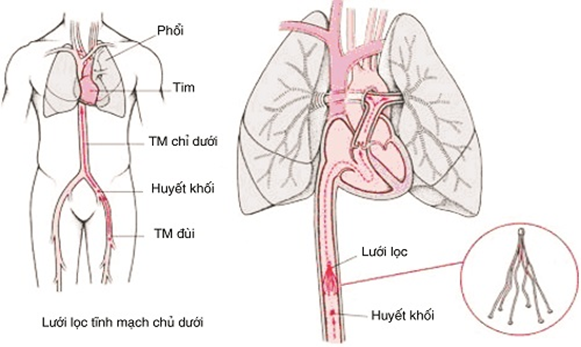 Phổi
Tim
TM chỉ dưới
Huyết khối
TM đùi
Lưới lọc tĩnh mạch chủ dưới
Lưới lọc
Huyết khối